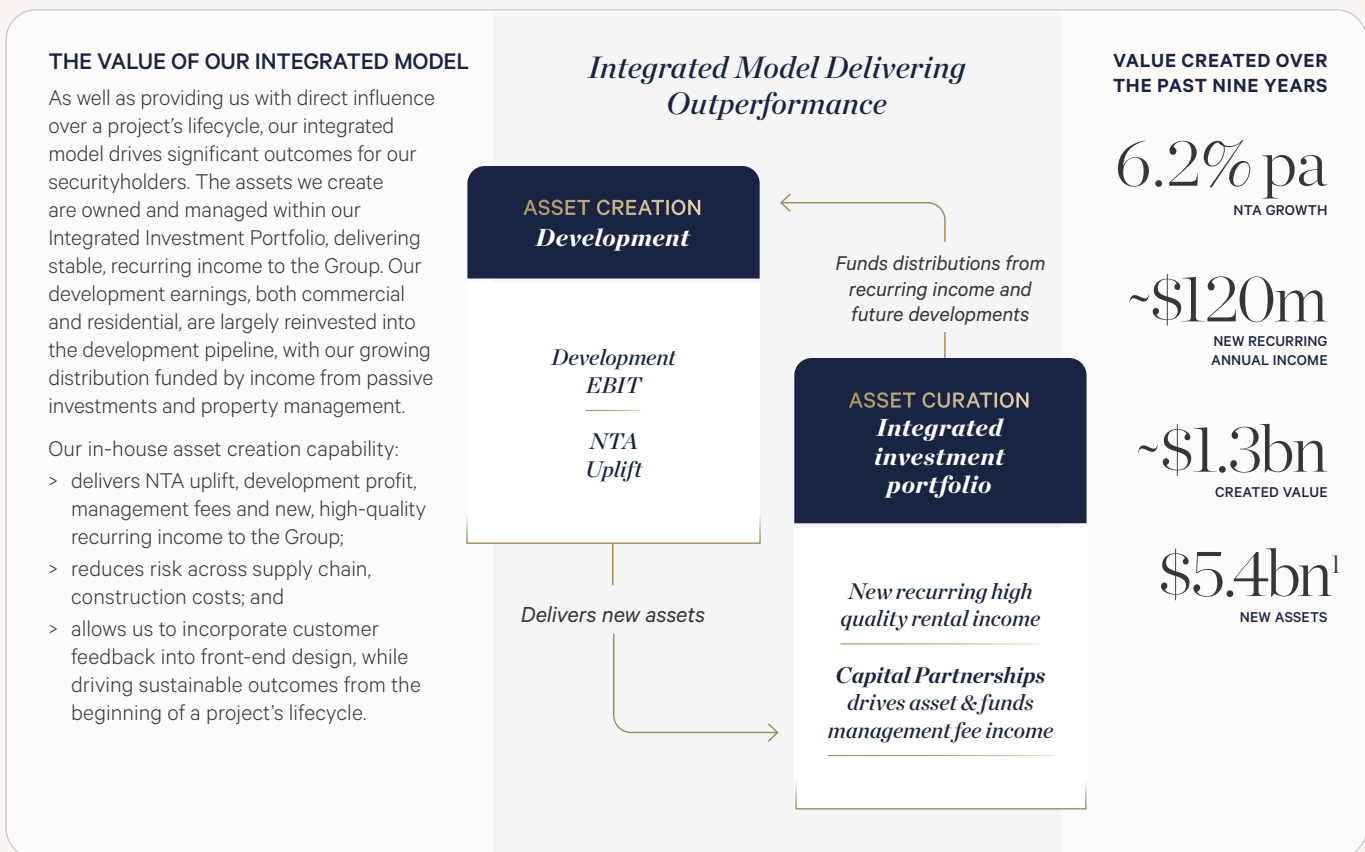 THE VALUE OF OUR INTEGRATED MODEL
As well as providing us with direct influence
over a project’s lifecycle, our integrated
model drives significant outcomes for our
securityholders. The assets we create
are owned and managed within our
Integrated Investment Portfolio, delivering
stable, recurring income to the Group. Our
development earnings, both commercial
and residential, are largely reinvested into
the development pipeline, with our growing
distribution funded by income from passive
investments and property management.
Our in-house asset creation capability:
> delivers NTA uplift, development profit,
management fees and new, high-quality
recurring income to the Group;
> reduces risk across supply chain,
construction costs; and
> allows us to incorporate customer
feedback into front-end design, while
driving sustainable outcomes from the
beginning of a project’s lifecycle.
Integrated Model Delivering
Outperformance
ASSET CREATION
Development
Development
EBIT
NTA
Uplift
Delivers new assets
Funds distributions from
recurring income and
future developments
ASSET CURATION
Integrated
investment
portfolio
New recurring high
quality rental income
Capital Partnerships
drives asset & funds
management fee income
VALUE CREATED OVER
THE PAST NINE YEARS
6.2% pa
NTA GROWTH
~$120m
NEW RECURRING
ANNUAL INCOME
~$1.3bn
CREATED VALUE
$5.4bn¹
NEW ASSETS